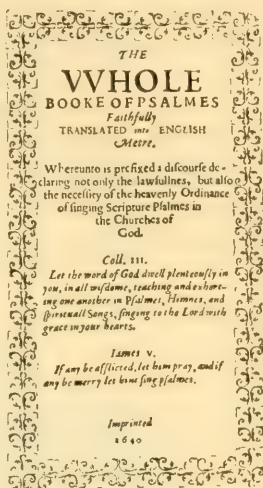 THE
VVHOLE
BOOKE OF PSALMES
Faithfully
TRANSLATED into ENGLISH
Metre.
Whereunto is prefixed a discourse de-
claring not only the lawfullnes, but also
the necessity of the heavenly Ordinance
of singing Scripture Psalmes in
the Churches of
God.
Coll. III.
Let the word of God dwell plenteously in
you, in all wisdome, teaching and exhort-
ing one another in Psalmes, Himnes, and
spirituall Songs, singing to the Lord with
grace in your hearts.
Iames v.
If any be afflicted, let him pray, and if
any be merry let him sing psalmes.
Imprinted
1640